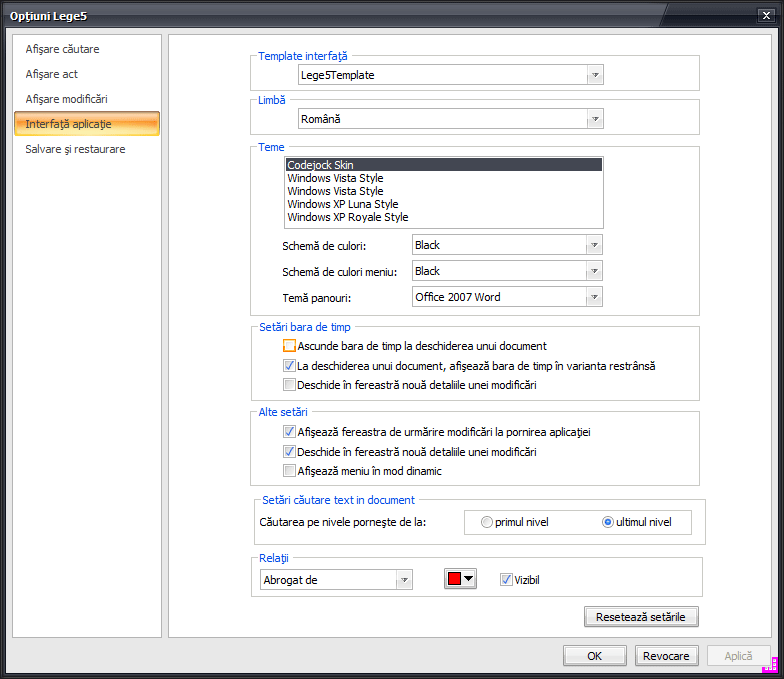 Opţiuni Lege5
Afişare căutare
Afişare act
Afişare modificări
Interfaţă aplicaţie
Salvare şi restaurare
Template interfaţă
Lege5Template
Limbă
Română
Teme
Codejock Skin
Windows Vista Style
Windows Vista Style
Windows XP Luna Style
Windows XP Royale Style
Schemă de culori: Black
Schemă de culori meniu: Black
Temă panouri: Office 2007 Word
Setări bara de timp
Ascunde bara de timp la deschiderea unui document
La deschiderea unui document, afişează bara de timp în varianta restrânsă
Deschide în fereastră nouă detaliile unei modificări
Alte setări
Afişează fereastra de urmărire modificări la pornirea aplicaţiei
Deschide în fereastră nouă detaliile unei modificări
Afişează meniu în mod dinamic
Setări căutare text in document
Căutarea pe nivele porneşte de la: primul nivel ultimul nivel
Relaţii
Abrogat de Vizibil
Resetează setările
OK Revocare Aplică